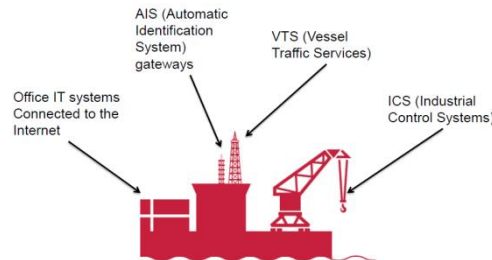 AIS (Automatic
Identification
System)
gateways
VTS (Vessel
Traffic Services)
Office IT systems
Connected to the
Internet
ICS (Industrial
Control Systems)